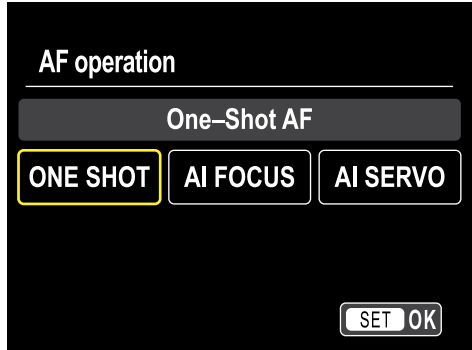 AF operation
One–Shot AF
ONE SHOT AI FOCUS AI SERVO
SET OK